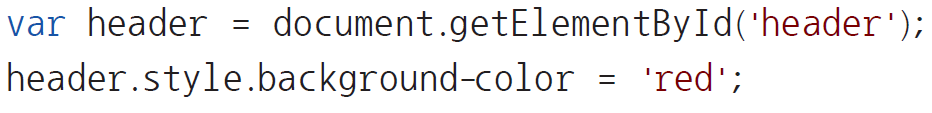 var header = document.getElementById('header');
header.style.background-color = 'red';